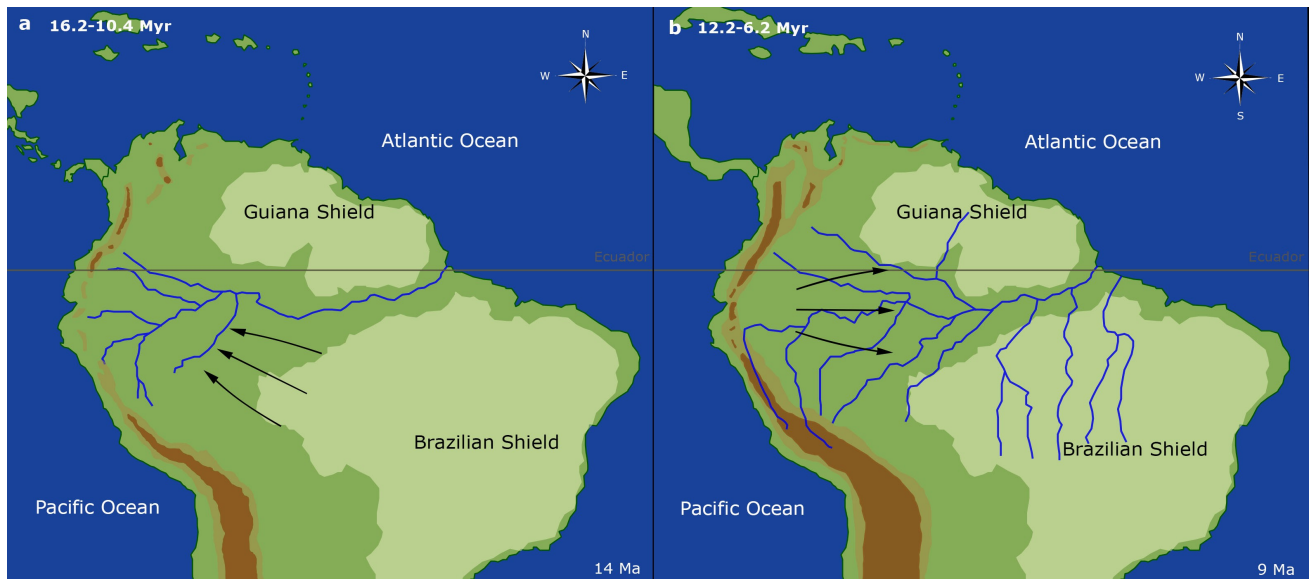 a 16.2-10.4 Myr
N
W E
Atlantic Ocean
Guiana Shield
Ecuador
Brazilian Shield
Pacific Ocean
14 Ma
b 12.2-6.2 Myr
N
W E
S
Atlantic Ocean
Guiana Shield
Ecuador
Brazilian Shield
Pacific Ocean
9 Ma